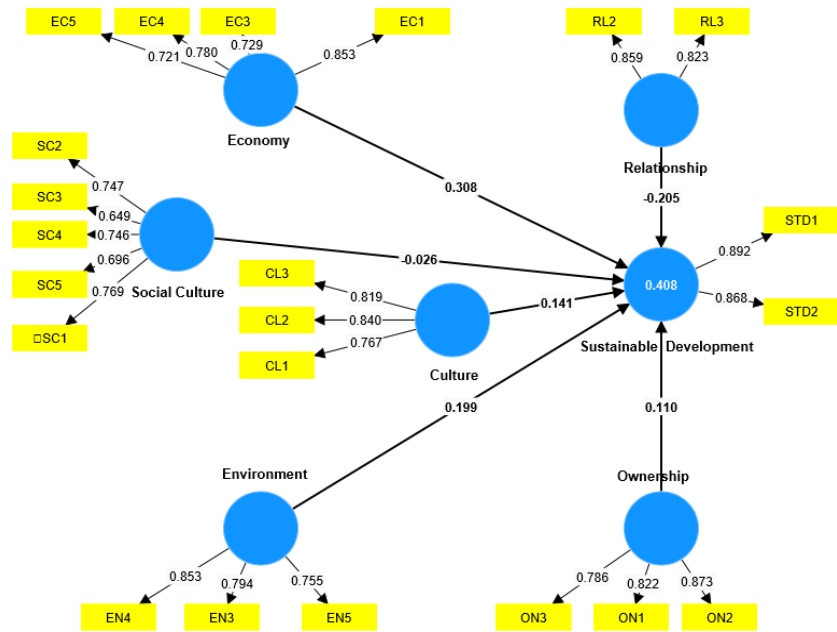 EC5
EC4
EC3
EC1
RL2
RL3
0.721
0.780
0.729
0.853
0.859
0.823
Economy
Relationship
SC2
SC3
SC4
SC5
□SC1
0.747
0.649
0.746
0.696
0.769
Social Culture
0.308
-0.205
-0.026
CL3
CL2
CL1
0.819
0.840
0.767
Culture
0.141
0.408
Sustainable Development
0.892
0.868
STD1
STD2
0.199
0.110
Environment
Ownership
0.853
0.794
0.755
0.786
0.822
0.873
EN4
EN3
EN5
ON3
ON1
ON2